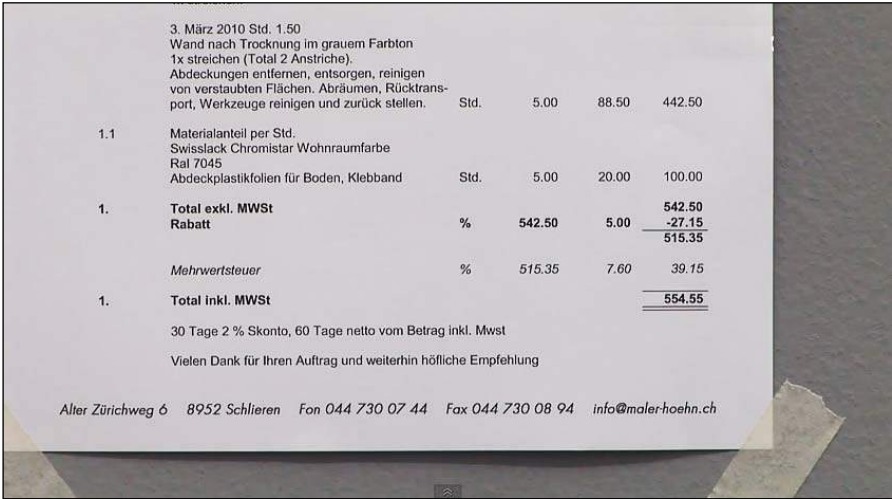 3. März 2010 Std. 1.50
Wand nach Trocknung im grauem Farbton
1x streichen (Total 2 Anstriche).
Abdeckungen entfernen, entsorgen, reinigen
von verstaubten Flächen. Abräumen, Rücktrans-
port, Werkzeuge reinigen und zurück stellen. Std. 5.00 88.50 442.50
1.1 Materialanteil per Std.
Swisslack Chromistar Wohnraumfarbe
Ral 7045
Abdeckplastikfolien für Boden, Klebband Std. 5.00 20.00 100.00
1. Total exkl. MWSt 542.50
Rabatt % 542.50 5.00 -27.15
515.35
Mehrwertsteuer % 515.35 7.60 39.15
1. Total inkl. MWSt 554.55
30 Tage 2 % Skonto, 60 Tage netto vom Betrag inkl. Mwst
Vielen Dank für Ihren Auftrag und weiterhin höfliche Empfehlung
Alter Zürichweg 6 8952 Schlieren Fon 044 730 07 44 Fax 044 730 08 94 info@maler-hoehn.ch